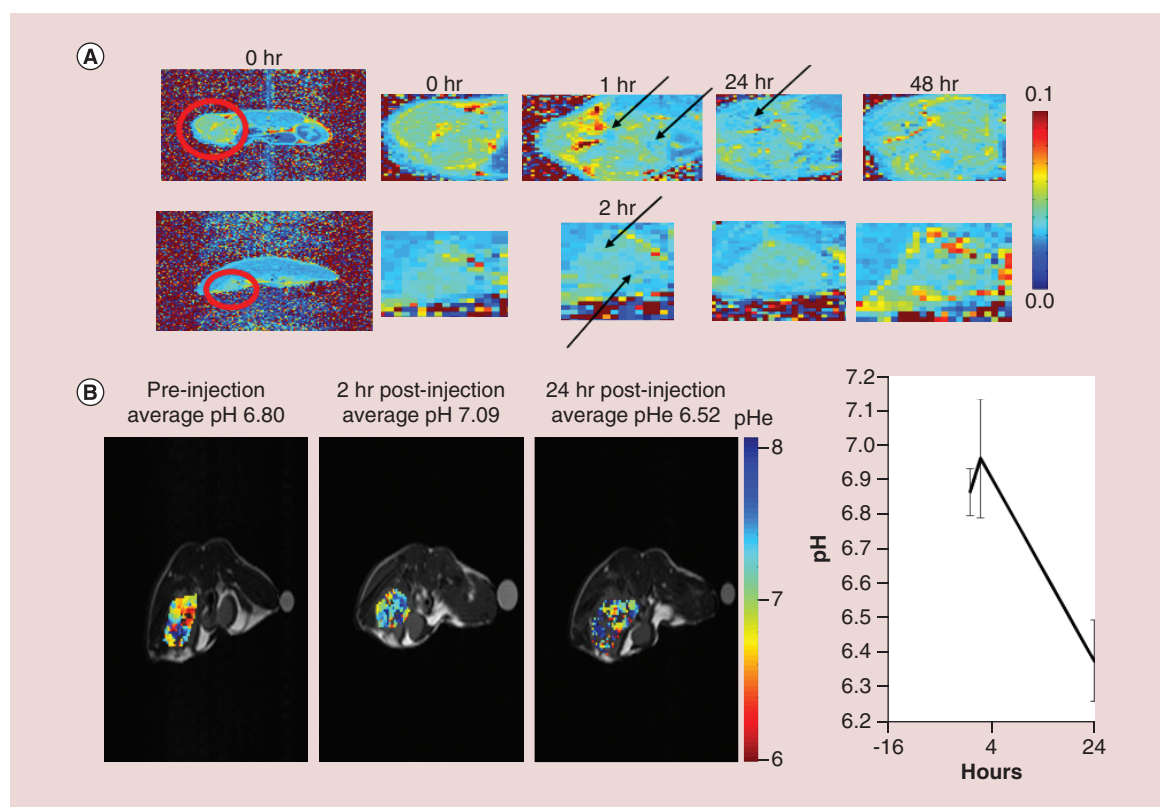 A
0 hr
0 hr
1 hr
24 hr
48 hr
0.1
0.0
2 hr
B
Pre-injection
average pH 6.80
2 hr post-injection
average pH 7.09
24 hr post-injection
average pHe 6.52
pHe
8
7
6
7.2
7.1
7.0
6.9
6.8
6.7
6.6
6.5
6.4
6.3
6.2
pH
-16
4
24
Hours